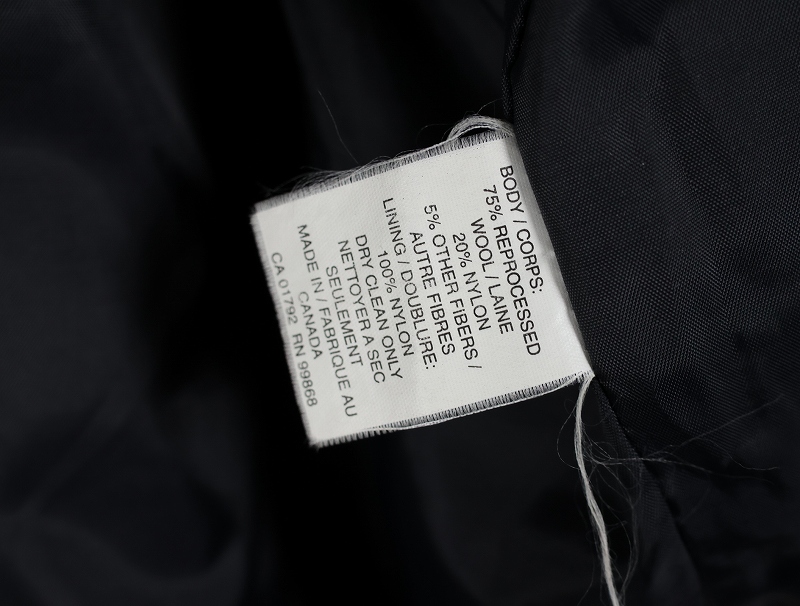 BODY / CORPS:
75% REPROCESSED
WOOL / LAINE
20% NYLON
5% OTHER FIBERS /
AUTRE FIBRES
LINING / DOUBLURE:
100% NYLON
DRY CLEAN ONLY
NETTOYER A SEC
SEULEMENT
MADE IN / FABRIQUE AU
CANADA
CA 01792 RN 99868